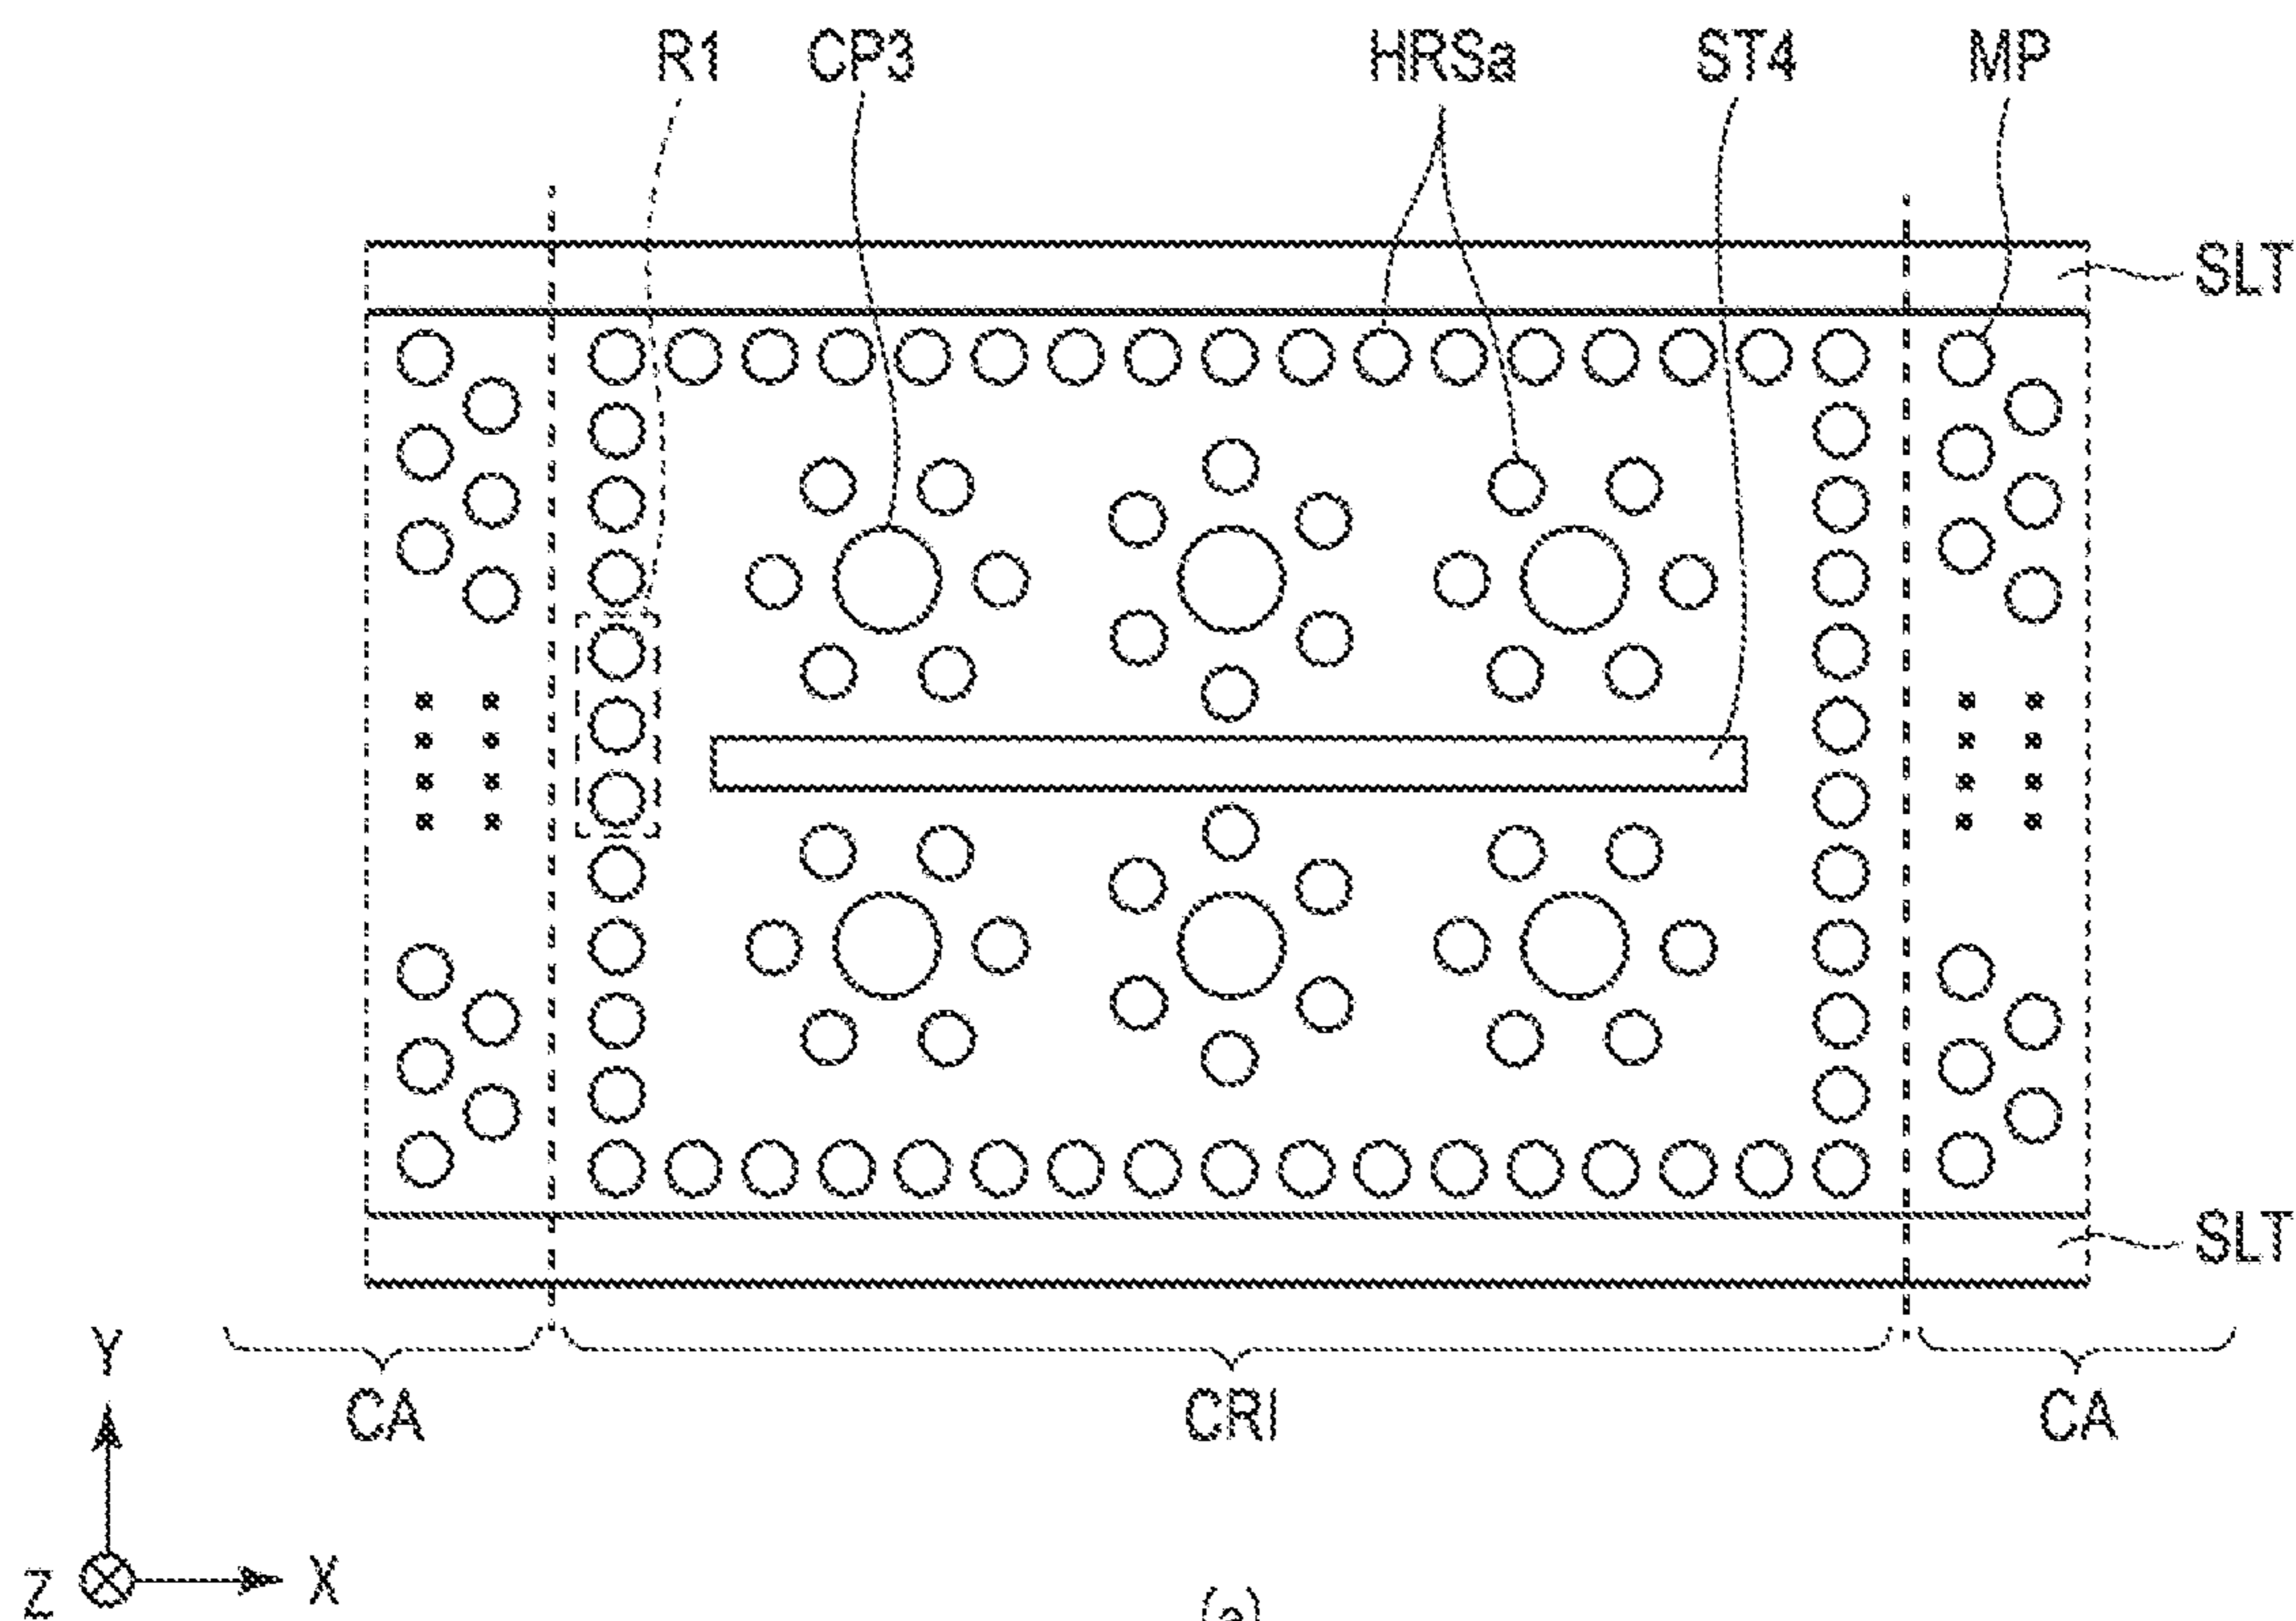 R1 CP3 HRSa ST4 MP
SLT
SLT
CA CRI CA
Y
Z X
(a)